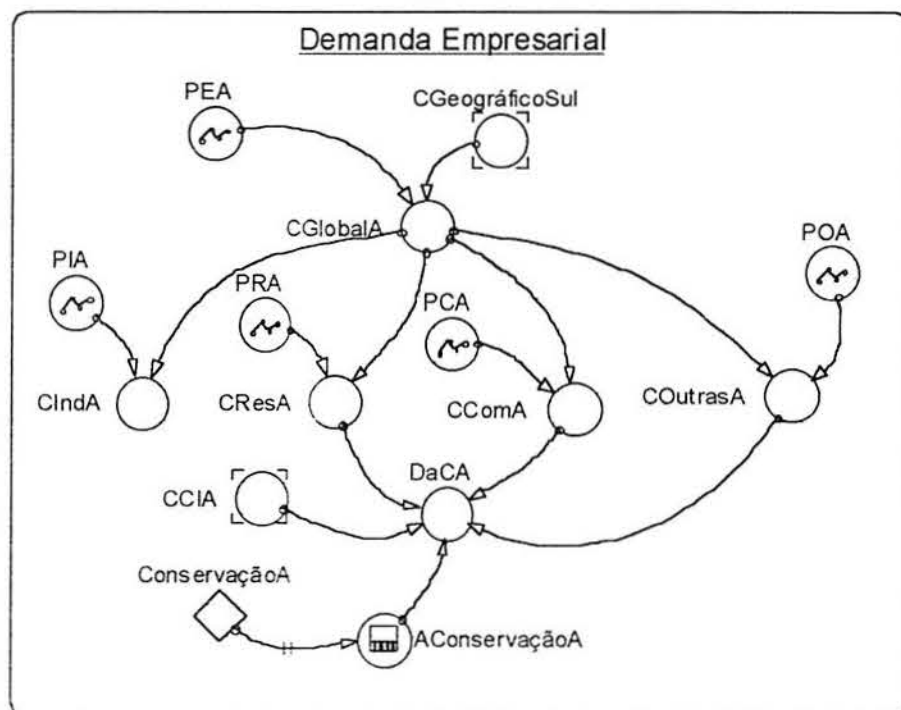 Demanda Empresarial
PEA
CGeográficoSul
CGlobalA
PIA
PRA
PCA
POA
CIndA
CResA
CComA
COutrasA
DaCA
CCIA
ConservaçãoA
AConservaçãoA